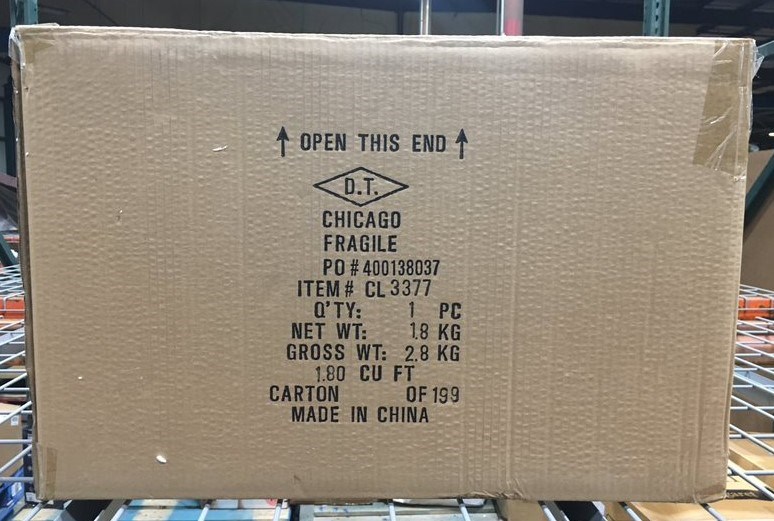 ↑ OPEN THIS END ↑
D.T.
CHICAGO
FRAGILE
PO # 400138037
ITEM # CL 3377
Q'TY: 1 PC
NET WT: 1.8 KG
GROSS WT: 2.8 KG
1.80 CU FT
CARTON OF 199
MADE IN CHINA